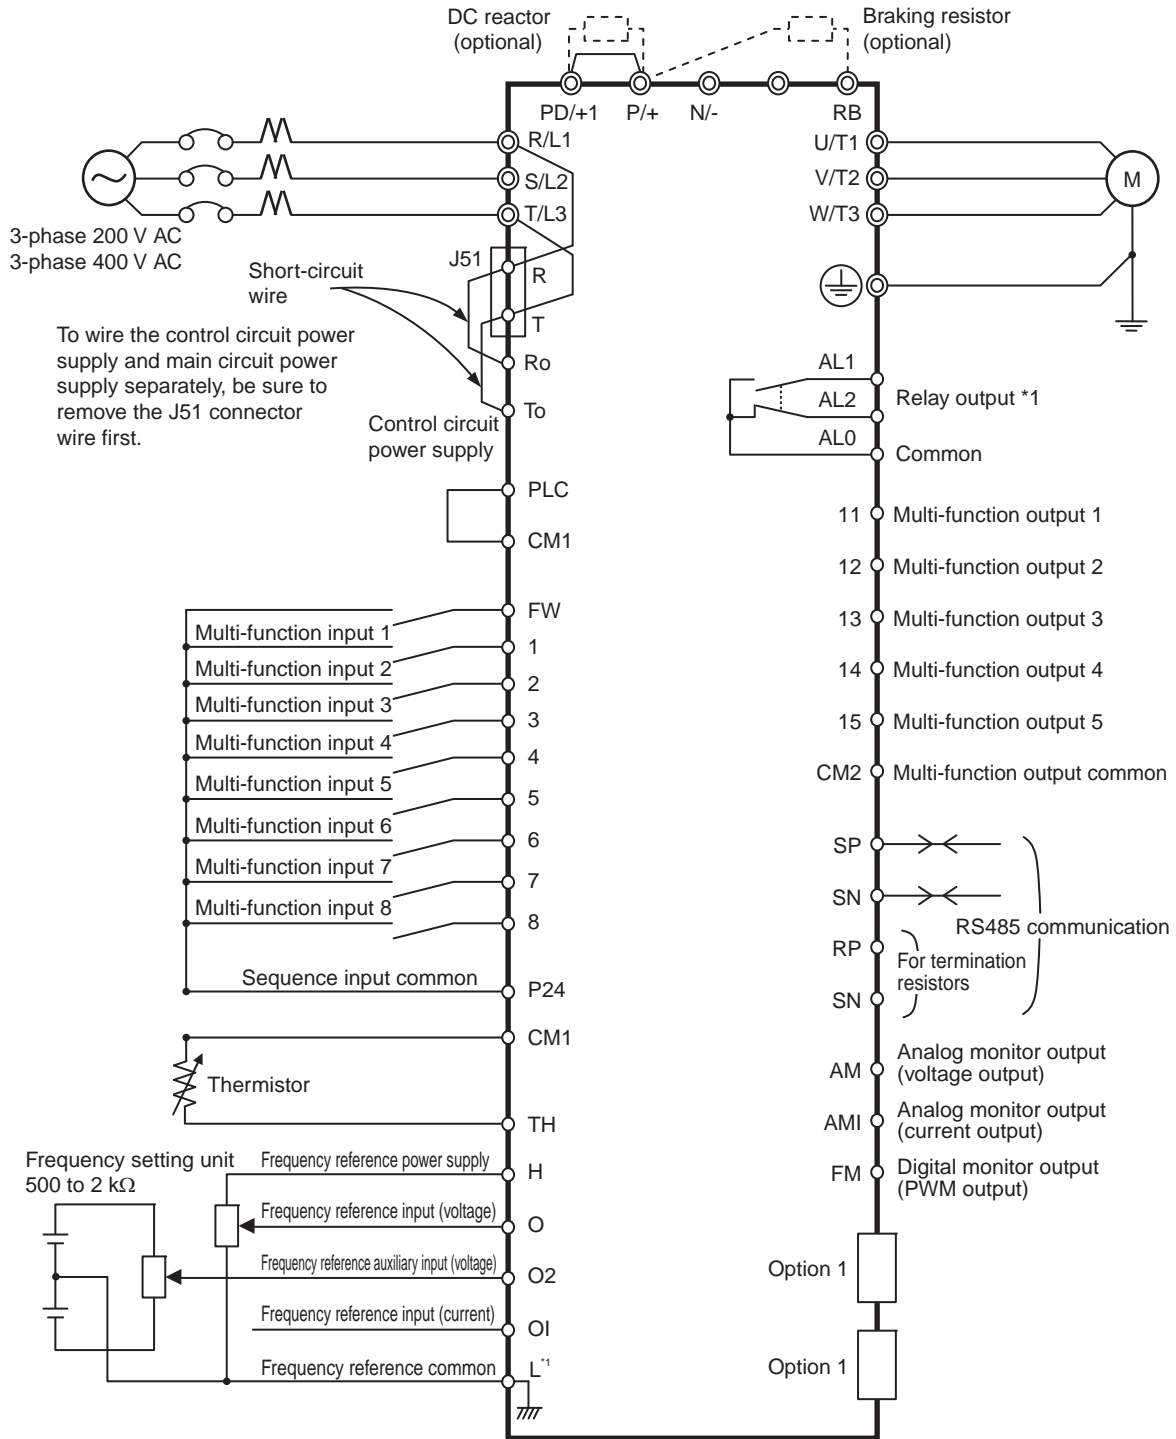 DC reactor
(optional)
Braking resistor
(optional)
PD/+1
P/+
N/-
RB
R/L1
S/L2
T/L3
3-phase 200 V AC
3-phase 400 V AC
U/T1
V/T2
W/T3
M
J51
R
T
Short-circuit
wire
To wire the control circuit power
supply and main circuit power
supply separately, be sure to
remove the J51 connector
wire first.
Ro
To
Control circuit
power supply
AL1
AL2
AL0
Relay output *1
Common
PLC
CM1
11 Multi-function output 1
12 Multi-function output 2
13 Multi-function output 3
14 Multi-function output 4
15 Multi-function output 5
CM2 Multi-function output common
FW
Multi-function input 1
1
Multi-function input 2
2
Multi-function input 3
3
Multi-function input 4
4
Multi-function input 5
5
Multi-function input 6
6
Multi-function input 7
7
Multi-function input 8
8
Sequence input common
P24
CM1
Thermistor
TH
SP
SN
RS485 communication
RP
For termination
resistors
SN
AM Analog monitor output
(voltage output)
AMI Analog monitor output
(current output)
FM Digital monitor output
(PWM output)
Frequency setting unit
500 to 2 kΩ
Frequency reference power supply
H
Frequency reference input (voltage)
O
Frequency reference auxiliary input (voltage)
O2
Frequency reference input (current)
OI
Frequency reference common
L*1
Option 1
Option 1